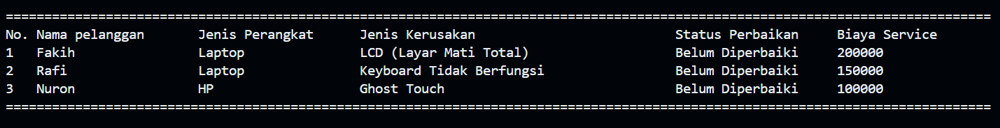 ================================================================================================================================
No. Nama pelanggan       Jenis Perangkat      Jenis Kerusakan                          Status Perbaikan     Biaya Service
1   Fakih                Laptop               LCD (Layar Mati Total)                   Belum Diperbaiki     200000
2   Rafi                 Laptop               Keyboard Tidak Berfungsi                 Belum Diperbaiki     150000
3   Nuron                HP                   Ghost Touch                              Belum Diperbaiki     100000
================================================================================================================================